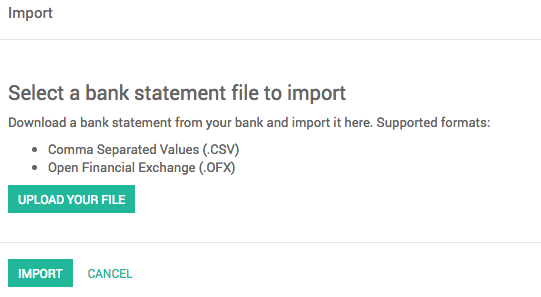 Import
Select a bank statement file to import
Download a bank statement from your bank and import it here. Supported formats:
• Comma Separated Values (.CSV)
• Open Financial Exchange (.OFX)
UPLOAD YOUR FILE
IMPORT CANCEL